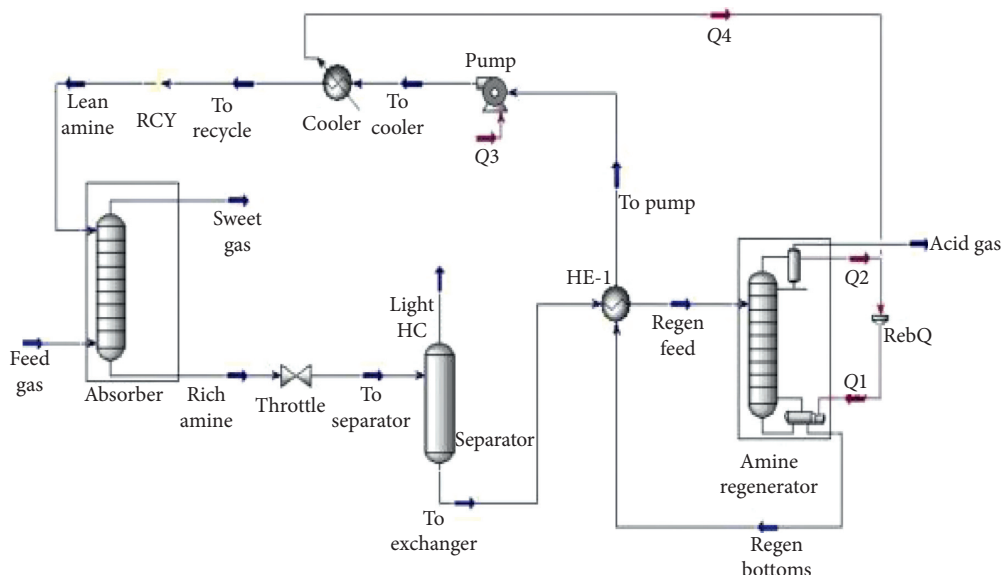 Q4
Pump
Lean
amine
RCY
To
recycle
Cooler
To
cooler
Q3
Sweet
gas
To pump
Acid gas
Q2
HE-1
Light
HC
Regen
feed
RebQ
Feed
gas
Absorber
Rich
amine
Throttle
To
separator
Separator
Q1
Amine
regenerator
To
exchanger
Regen
bottoms